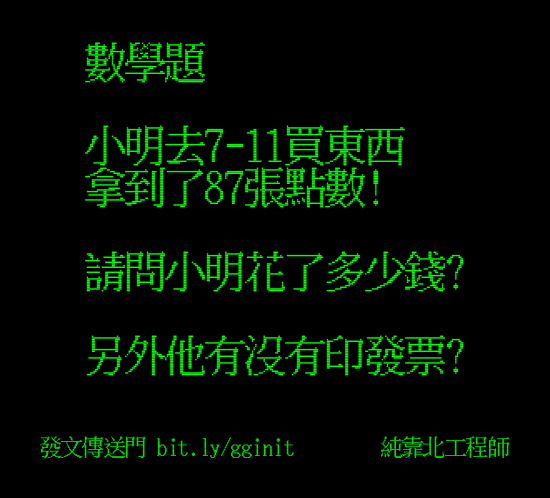 數學題
小明去7-11買東西
拿到了87張點數!
請問小明花了多少錢?
另外他有沒有印發票?
發文傳送門 bit.ly/gginit 純靠北工程師